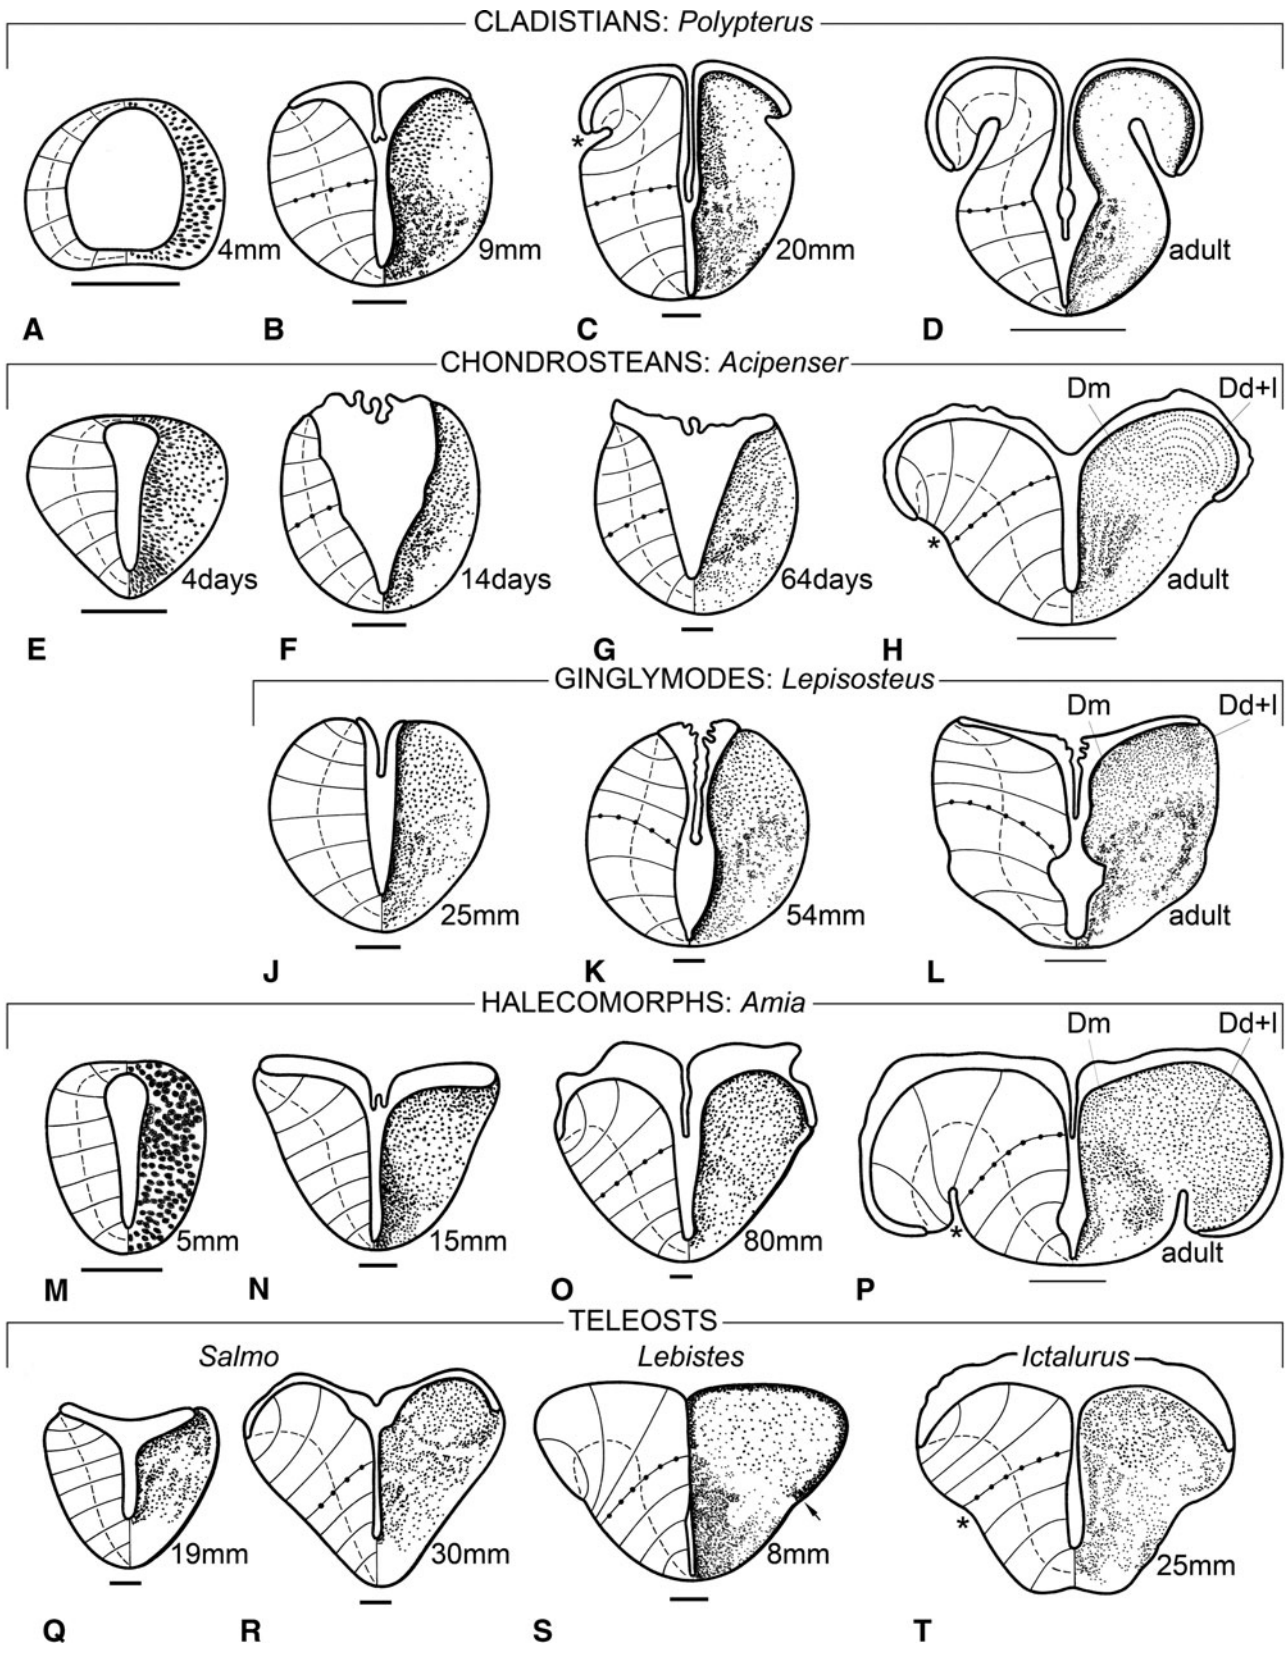 CLADISTIANS: Polypterus
4mm
9mm
20mm
adult
*
A
B
C
D
CHONDROSTEANS: Acipenser
Dm
Dd+l
4days
14days
64days
adult
*
E
F
G
H
GINGLYMODES: Lepisosteus
Dm
Dd+l
25mm
54mm
adult
J
K
L
HALECOMORPHS: Amia
Dm
Dd+l
5mm
15mm
80mm
adult
*
M
N
O
P
TELEOSTS
Salmo
Lebistes
Ictalurus
19mm
30mm
8mm
25mm
*
Q
R
S
T